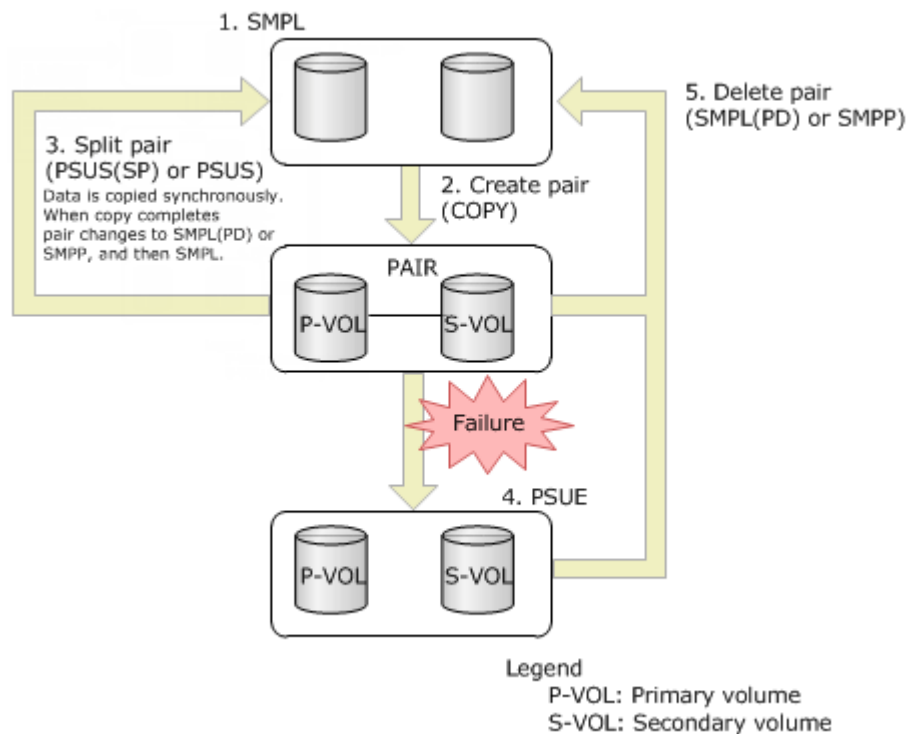 1. SMPL
5. Delete pair
(SMPL(PD) or SMPP)
3. Split pair
(PSUS(SP) or PSUS)
Data is copied synchronously.
When copy completes
pair changes to SMPL(PD) or
SMPP, and then SMPL.
2. Create pair
(COPY)
PAIR
P-VOL
S-VOL
Failure
4. PSUE
P-VOL
S-VOL
Legend
P-VOL: Primary volume
S-VOL: Secondary volume